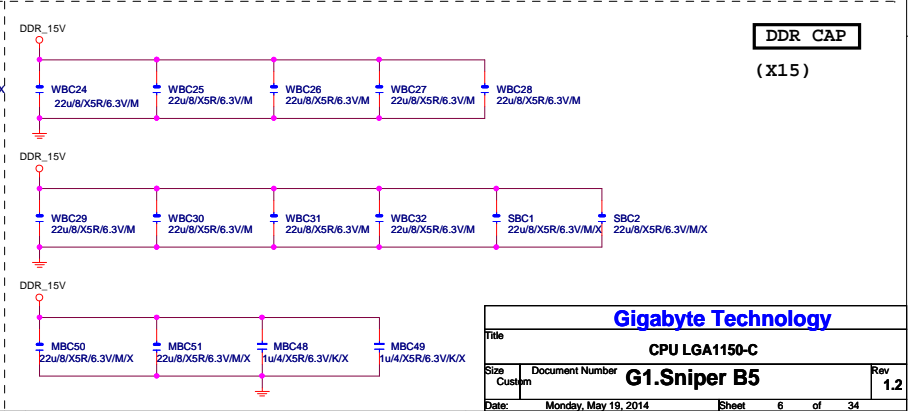 DDR_15V
DDR CAP
(X15)
X
WBC24
22u/8/X5R/6.3V/M
WBC25
22u/8/X5R/6.3V/M
WBC26
22u/8/X5R/6.3V/M
WBC27
22u/8/X5R/6.3V/M
WBC28
22u/8/X5R/6.3V/M
DDR_15V
WBC29
22u/8/X5R/6.3V/M
WBC30
22u/8/X5R/6.3V/M
WBC31
22u/8/X5R/6.3V/M
WBC32
22u/8/X5R/6.3V/M
SBC1
22u/8/X5R/6.3V/M/X
SBC2
22u/8/X5R/6.3V/M/X
DDR_15V
MBC50
22u/8/X5R/6.3V/M/X
MBC51
22u/8/X5R/6.3V/M/X
MBC48
1u/4/X5R/6.3V/K/X
MBC49
1u/4/X5R/6.3V/K/X
Gigabyte Technology
Title
CPU LGA1150-C
Size
Custom
Document Number
G1.Sniper B5
Rev
1.2
Date: Monday, May 19, 2014 Sheet 6 of 34